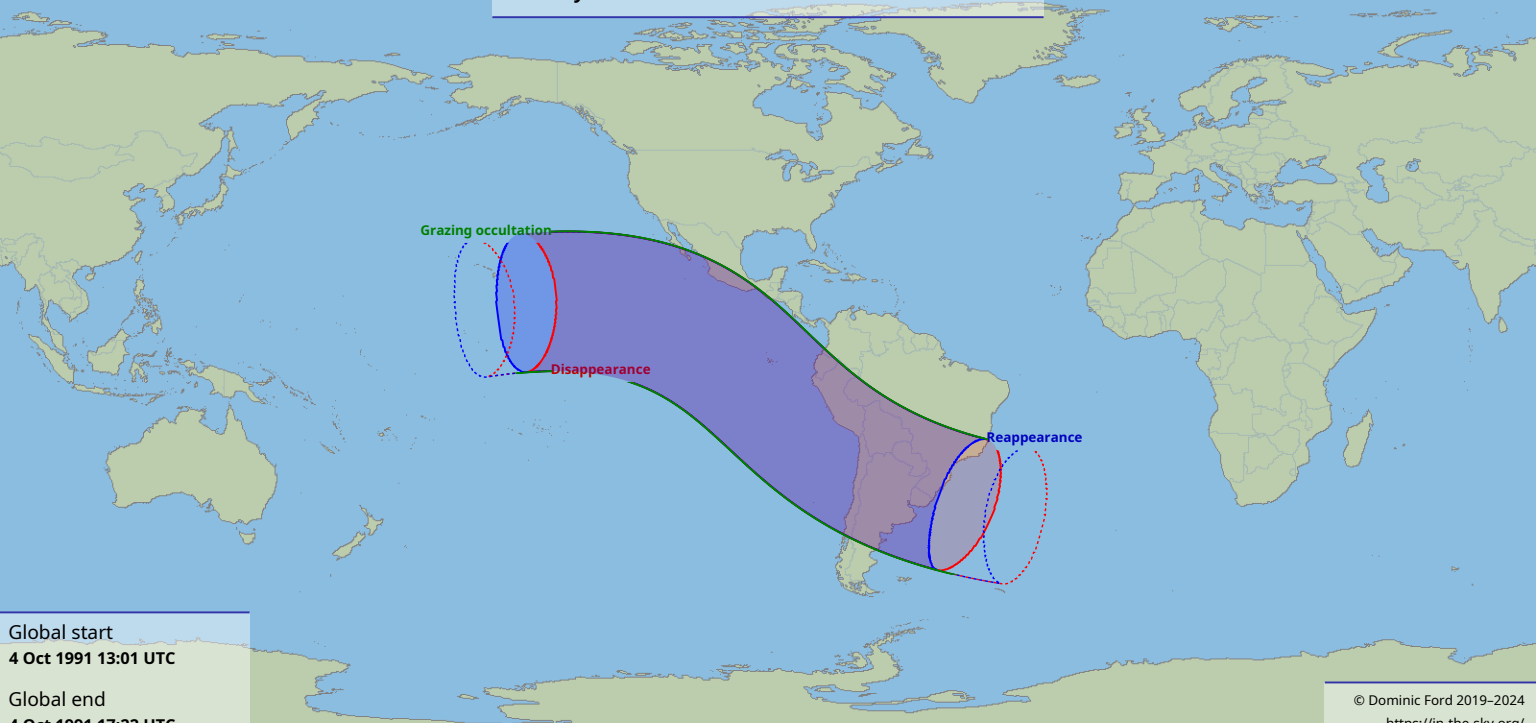 Grazing occultation
Disappearance
Reappearance
Global start
4 Oct 1991 13:01 UTC
Global end
© Dominic Ford 2019–2024